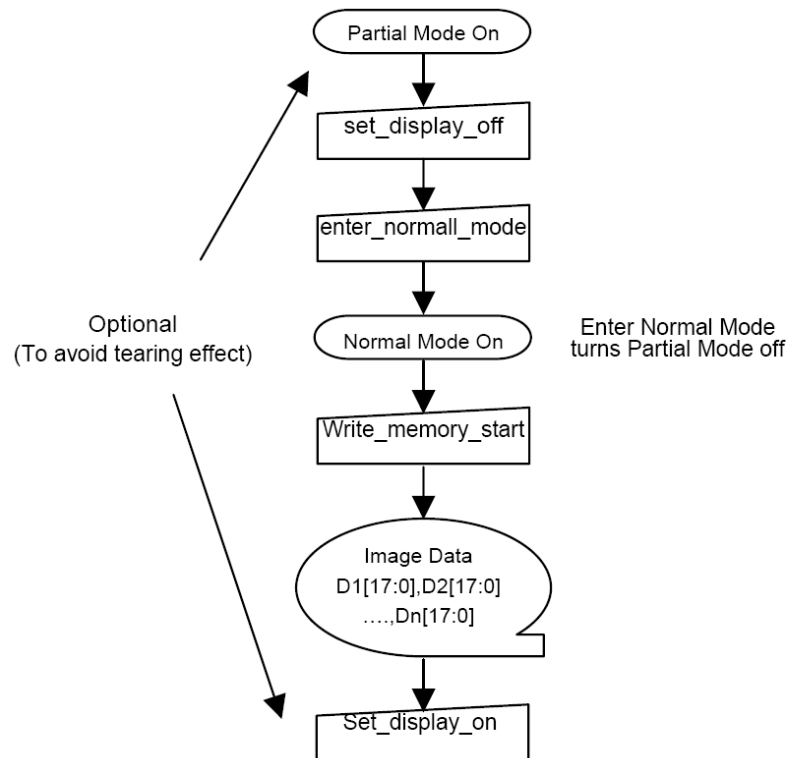 Partial Mode On
set_display_off
enter_normall_mode
Optional
(To avoid tearing effect)
Normal Mode On
Enter Normal Mode
turns Partial Mode off
Write_memory_start
Image Data
D1[17:0],D2[17:0]
....,Dn[17:0]
Set_display_on